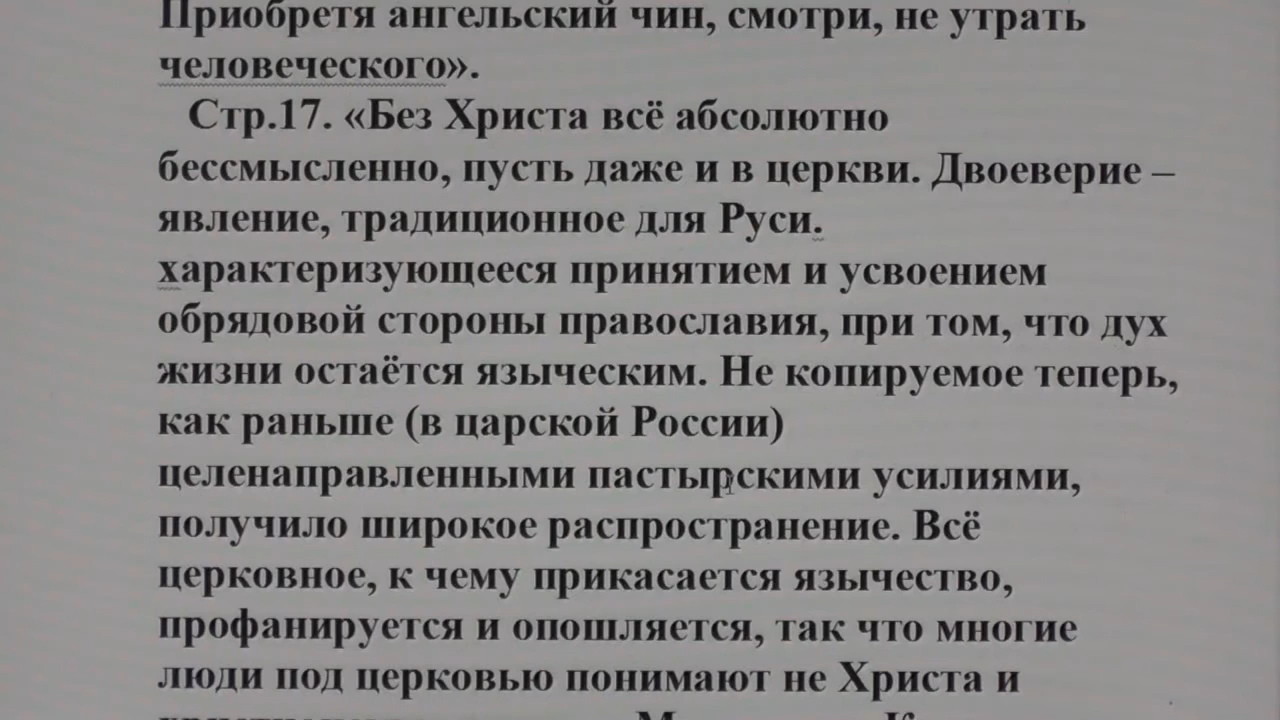 Приобретя ангельский чин, смотри, не утрать
человеческого».
Стр.17. «Без Христа всё абсолютно
бессмысленно, пусть даже и в церкви. Двоеверие –
явление, традиционное для Руси.
характеризующееся принятием и усвоением
обрядовой стороны православия, при том, что дух
жизни остаётся языческим. Не копируемое теперь,
как раньше (в царской России)
целенаправленными пастырскими усилиями,
получило широкое распространение. Всё
церковное, к чему прикасается язычество,
профанируется и опошляется, так что многие
люди под церковью понимают не Христа и